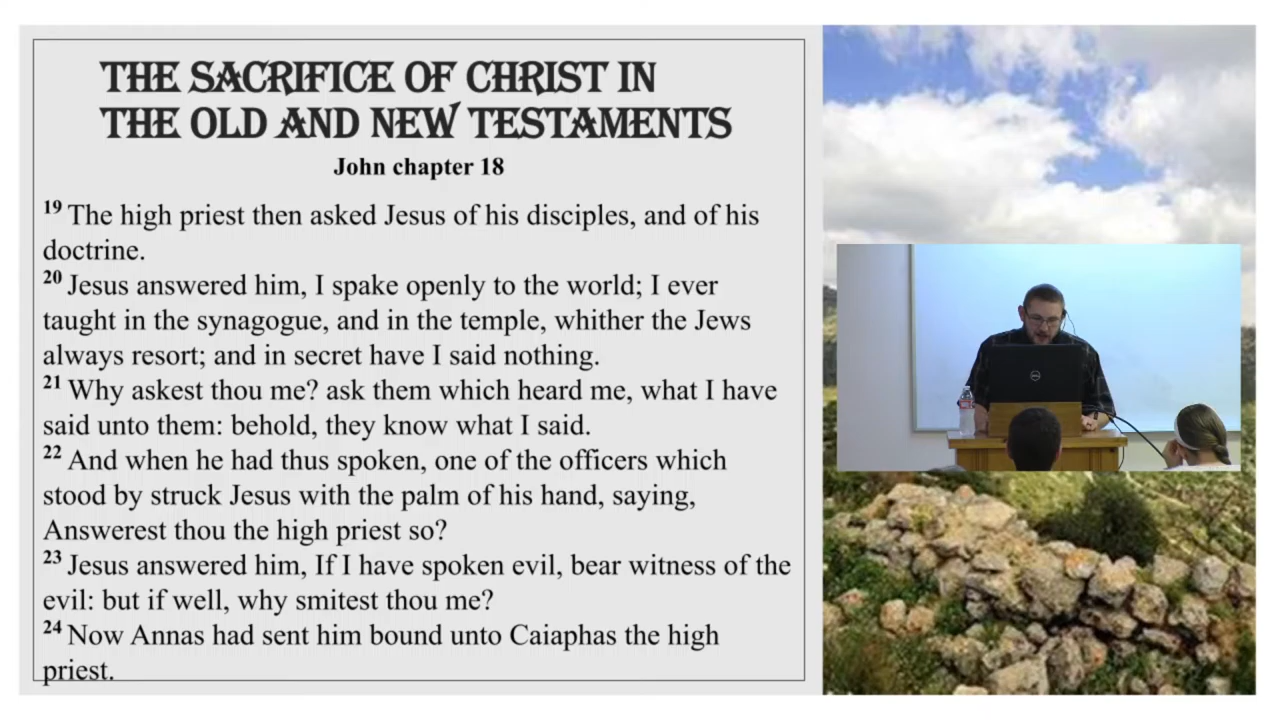 THE SACRIFICE OF CHRIST IN
THE OLD AND NEW TESTAMENTS
John chapter 18
19 The high priest then asked Jesus of his disciples, and of his
doctrine.
20 Jesus answered him, I spake openly to the world; I ever
taught in the synagogue, and in the temple, whither the Jews
always resort; and in secret have I said nothing.
21 Why askest thou me? ask them which heard me, what I have
said unto them: behold, they know what I said.
22 And when he had thus spoken, one of the officers which
stood by struck Jesus with the palm of his hand, saying,
Answerest thou the high priest so?
23 Jesus answered him, If I have spoken evil, bear witness of the
evil: but if well, why smitest thou me?
24 Now Annas had sent him bound unto Caiaphas the high
priest.